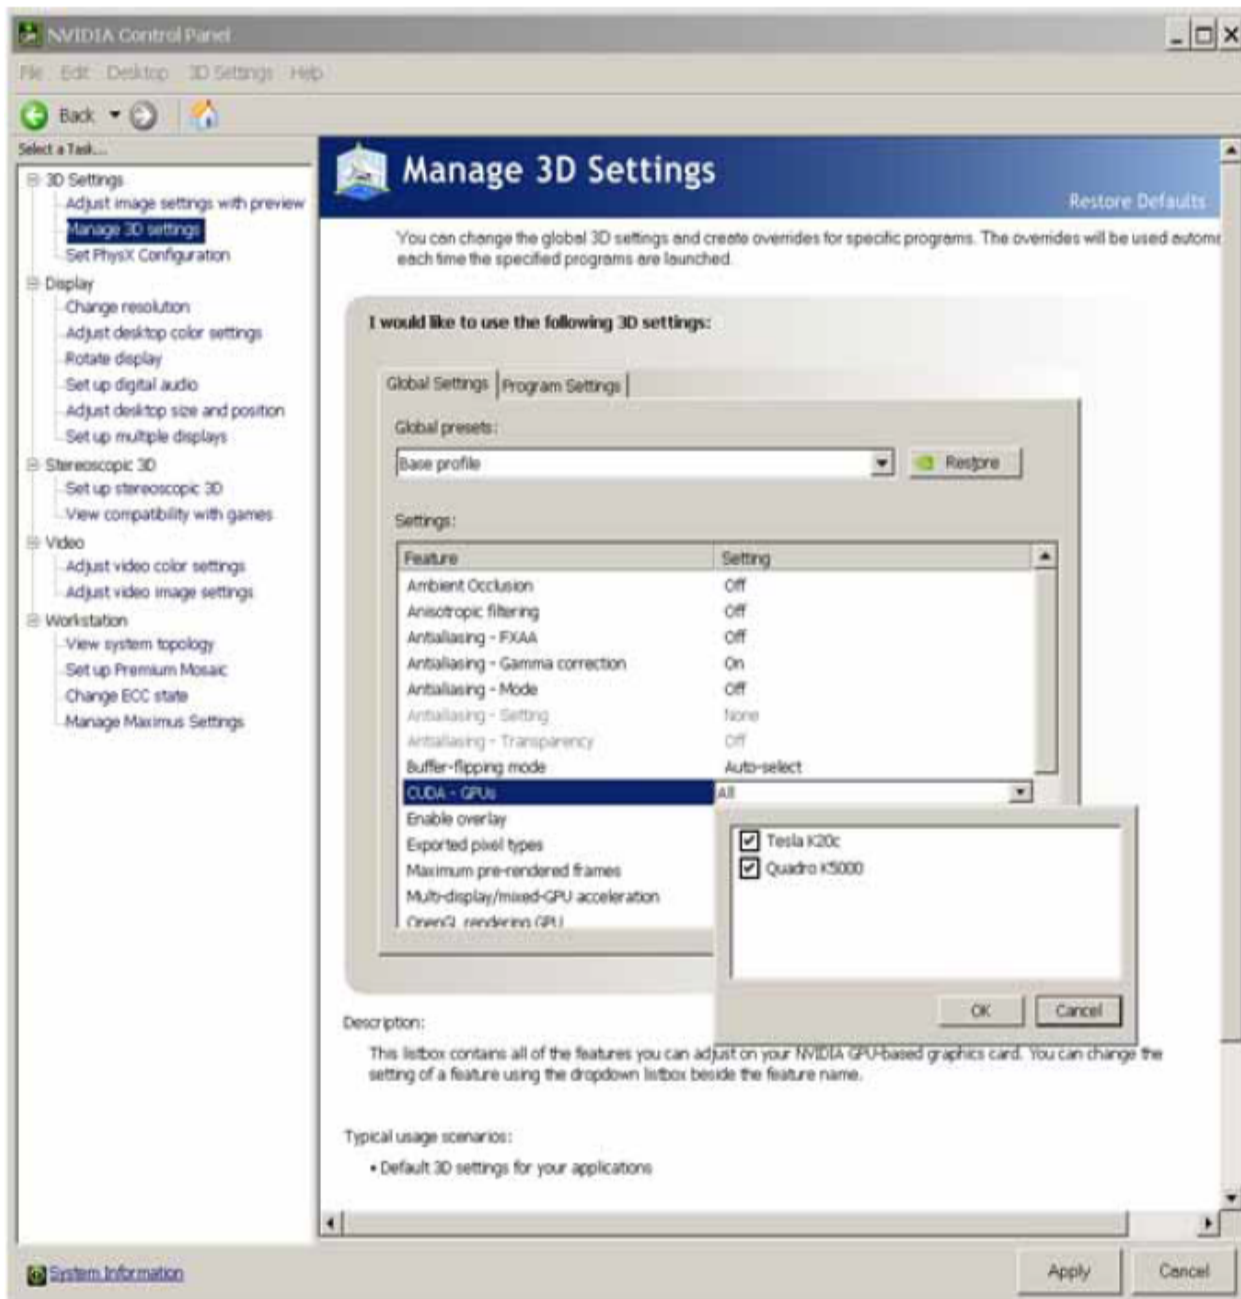 NVIDIA Control Panel
File Edit Desktop 3D Settings Help
Back
Select a Task...
3D Settings
Adjust image settings with preview
Manage 3D settings
Set PhysX Configuration
Display
Change resolution
Adjust desktop color settings
Rotate display
Set up digital audio
Adjust desktop size and position
Set up multiple displays
Stereoscopic 3D
Set up stereoscopic 3D
View compatibility with games
Video
Adjust video color settings
Adjust video image settings
Workstation
View system topology
Set up Premium Mosaic
Change ECC state
Manage Maximus Settings
System Information
Manage 3D Settings
Restore Defaults
You can change the global 3D settings and create overrides for specific programs. The overrides will be used automa
each time the specified programs are launched.
I would like to use the following 3D settings:
Global Settings Program Settings
Global presets:
Base profile Restore
Settings:
Feature Setting
Ambient Occlusion Off
Anisotropic filtering Off
Antialiasing - FXAA Off
Antialiasing - Gamma correction On
Antialiasing - Mode Off
Antialiasing - Setting None
Antialiasing - Transparency Off
Buffer-flipping mode Auto-select
CUDA - GPUs All
Enable overlay
Exported pixel types
Maximum pre-rendered frames
Multi-display/mixed-GPU acceleration
OpenGL rendering GPU
Tesla K20c
Quadro K5000
OK Cancel
Description:
This listbox contains all of the features you can adjust on your NVIDIA GPU-based graphics card. You can change the
setting of a feature using the dropdown listbox beside the feature name.
Typical usage scenarios:
• Default 3D settings for your applications
Apply Cancel